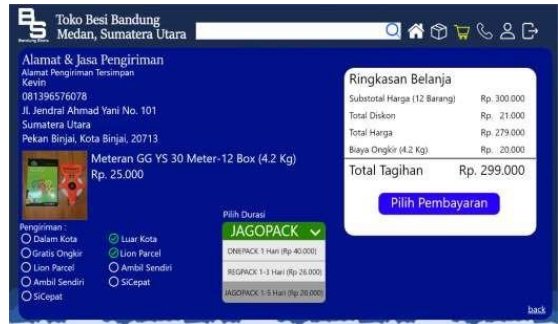 Toko Besi Bandung
Medan, Sumatera Utara
BS
Alamat & Jasa Pengiriman
Alamat Pengiriman Tersimpan
Kevin
081396576078
Jl. Jendral Ahmad Yani No. 101
Sumatera Utara
Pekan Binjai, Kota Binjai, 20713
Meteran GG YS 30 Meter-12 Box (4.2 Kg)
Rp. 25.000
Pengiriman :
Dalam Kota
Luar Kota
Gratis Ongkir
Lion Parcel
Lion Parcel
Ambil Sendiri
Ambil Sendiri
SiCepat
SiCepat
Pilih Durasi
JAGOPACK
ONEPACK 1 Hari (Rp 40.000)
REGPACK 1-3 Hari (Rp 26.000)
JAGOPACK 1-5 Hari (Rp 20.000)
Ringkasan Belanja
Substotal Harga (12 Barang) Rp. 300.000
Total Diskon Rp. 21.000
Total Harga Rp. 279.000
Biaya Ongkir (4.2 Kg) Rp. 20.000
Total Tagihan Rp. 299.000
Pilih Pembayaran
back